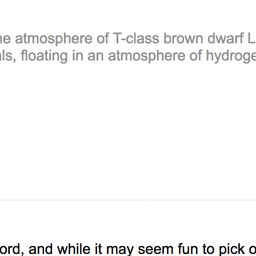 he atmosphere of T-class brown dwarf L
als, floating in an atmosphere of hydroge
ord, and while it may seem fun to pick o